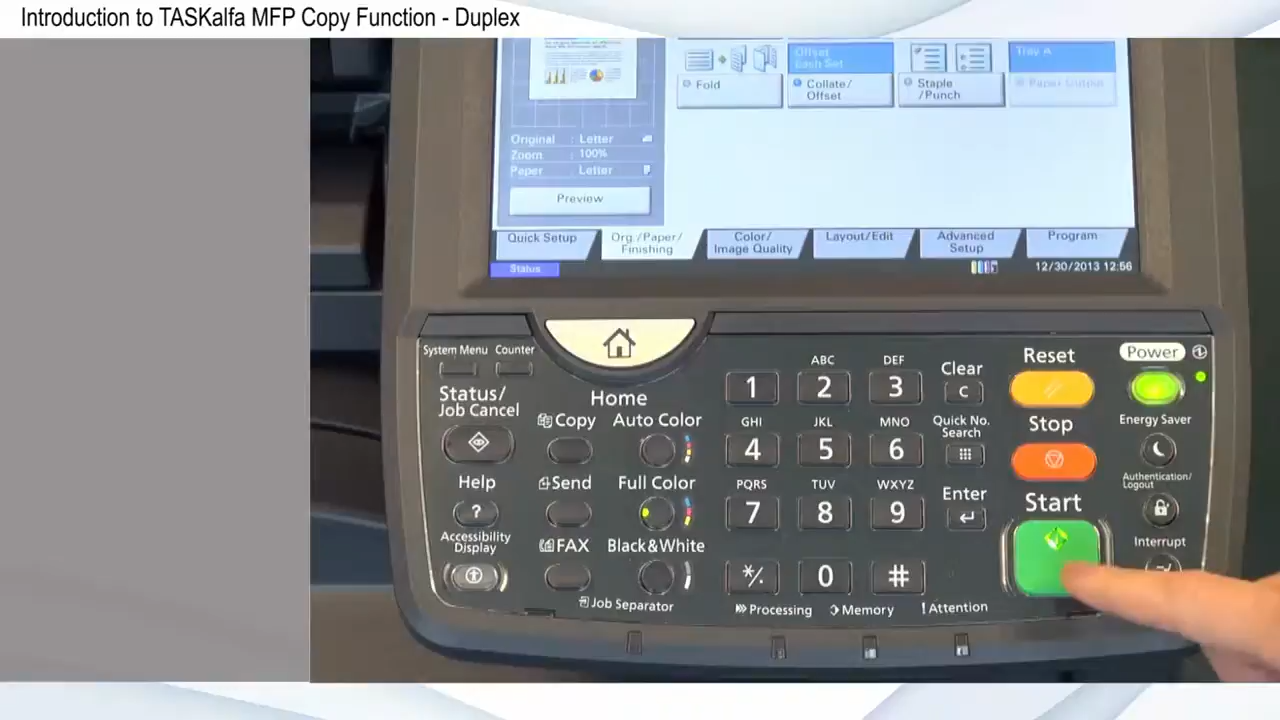 Introduction to TASKalfa MFP Copy Function - Duplex
Offset
Each Set
Tray A
Fold
Collate/
Offset
Staple
/Punch
Paper Output
Original : Letter
Zoom : 100%
Paper : Letter
Preview
Quick Setup
Org./Paper/
Finishing
Color/
Image Quality
Layout/Edit
Advanced
Setup
Program
Status
12/30/2013 12:56
System Menu
Counter
Status/
Job Cancel
Help
?
Accessibility
Display
Home
Copy
Auto Color
Send
Full Color
FAX
Black&White
Job Separator
1
ABC
2
DEF
3
GHI
4
JKL
5
MNO
6
PQRS
7
TUV
8
WXYZ
9
*/.
0
#
Clear
C
Quick No.
Search
Enter
Processing
Memory
! Attention
Reset
Stop
Start
Power
Energy Saver
Authentication/
Logout
Interrupt